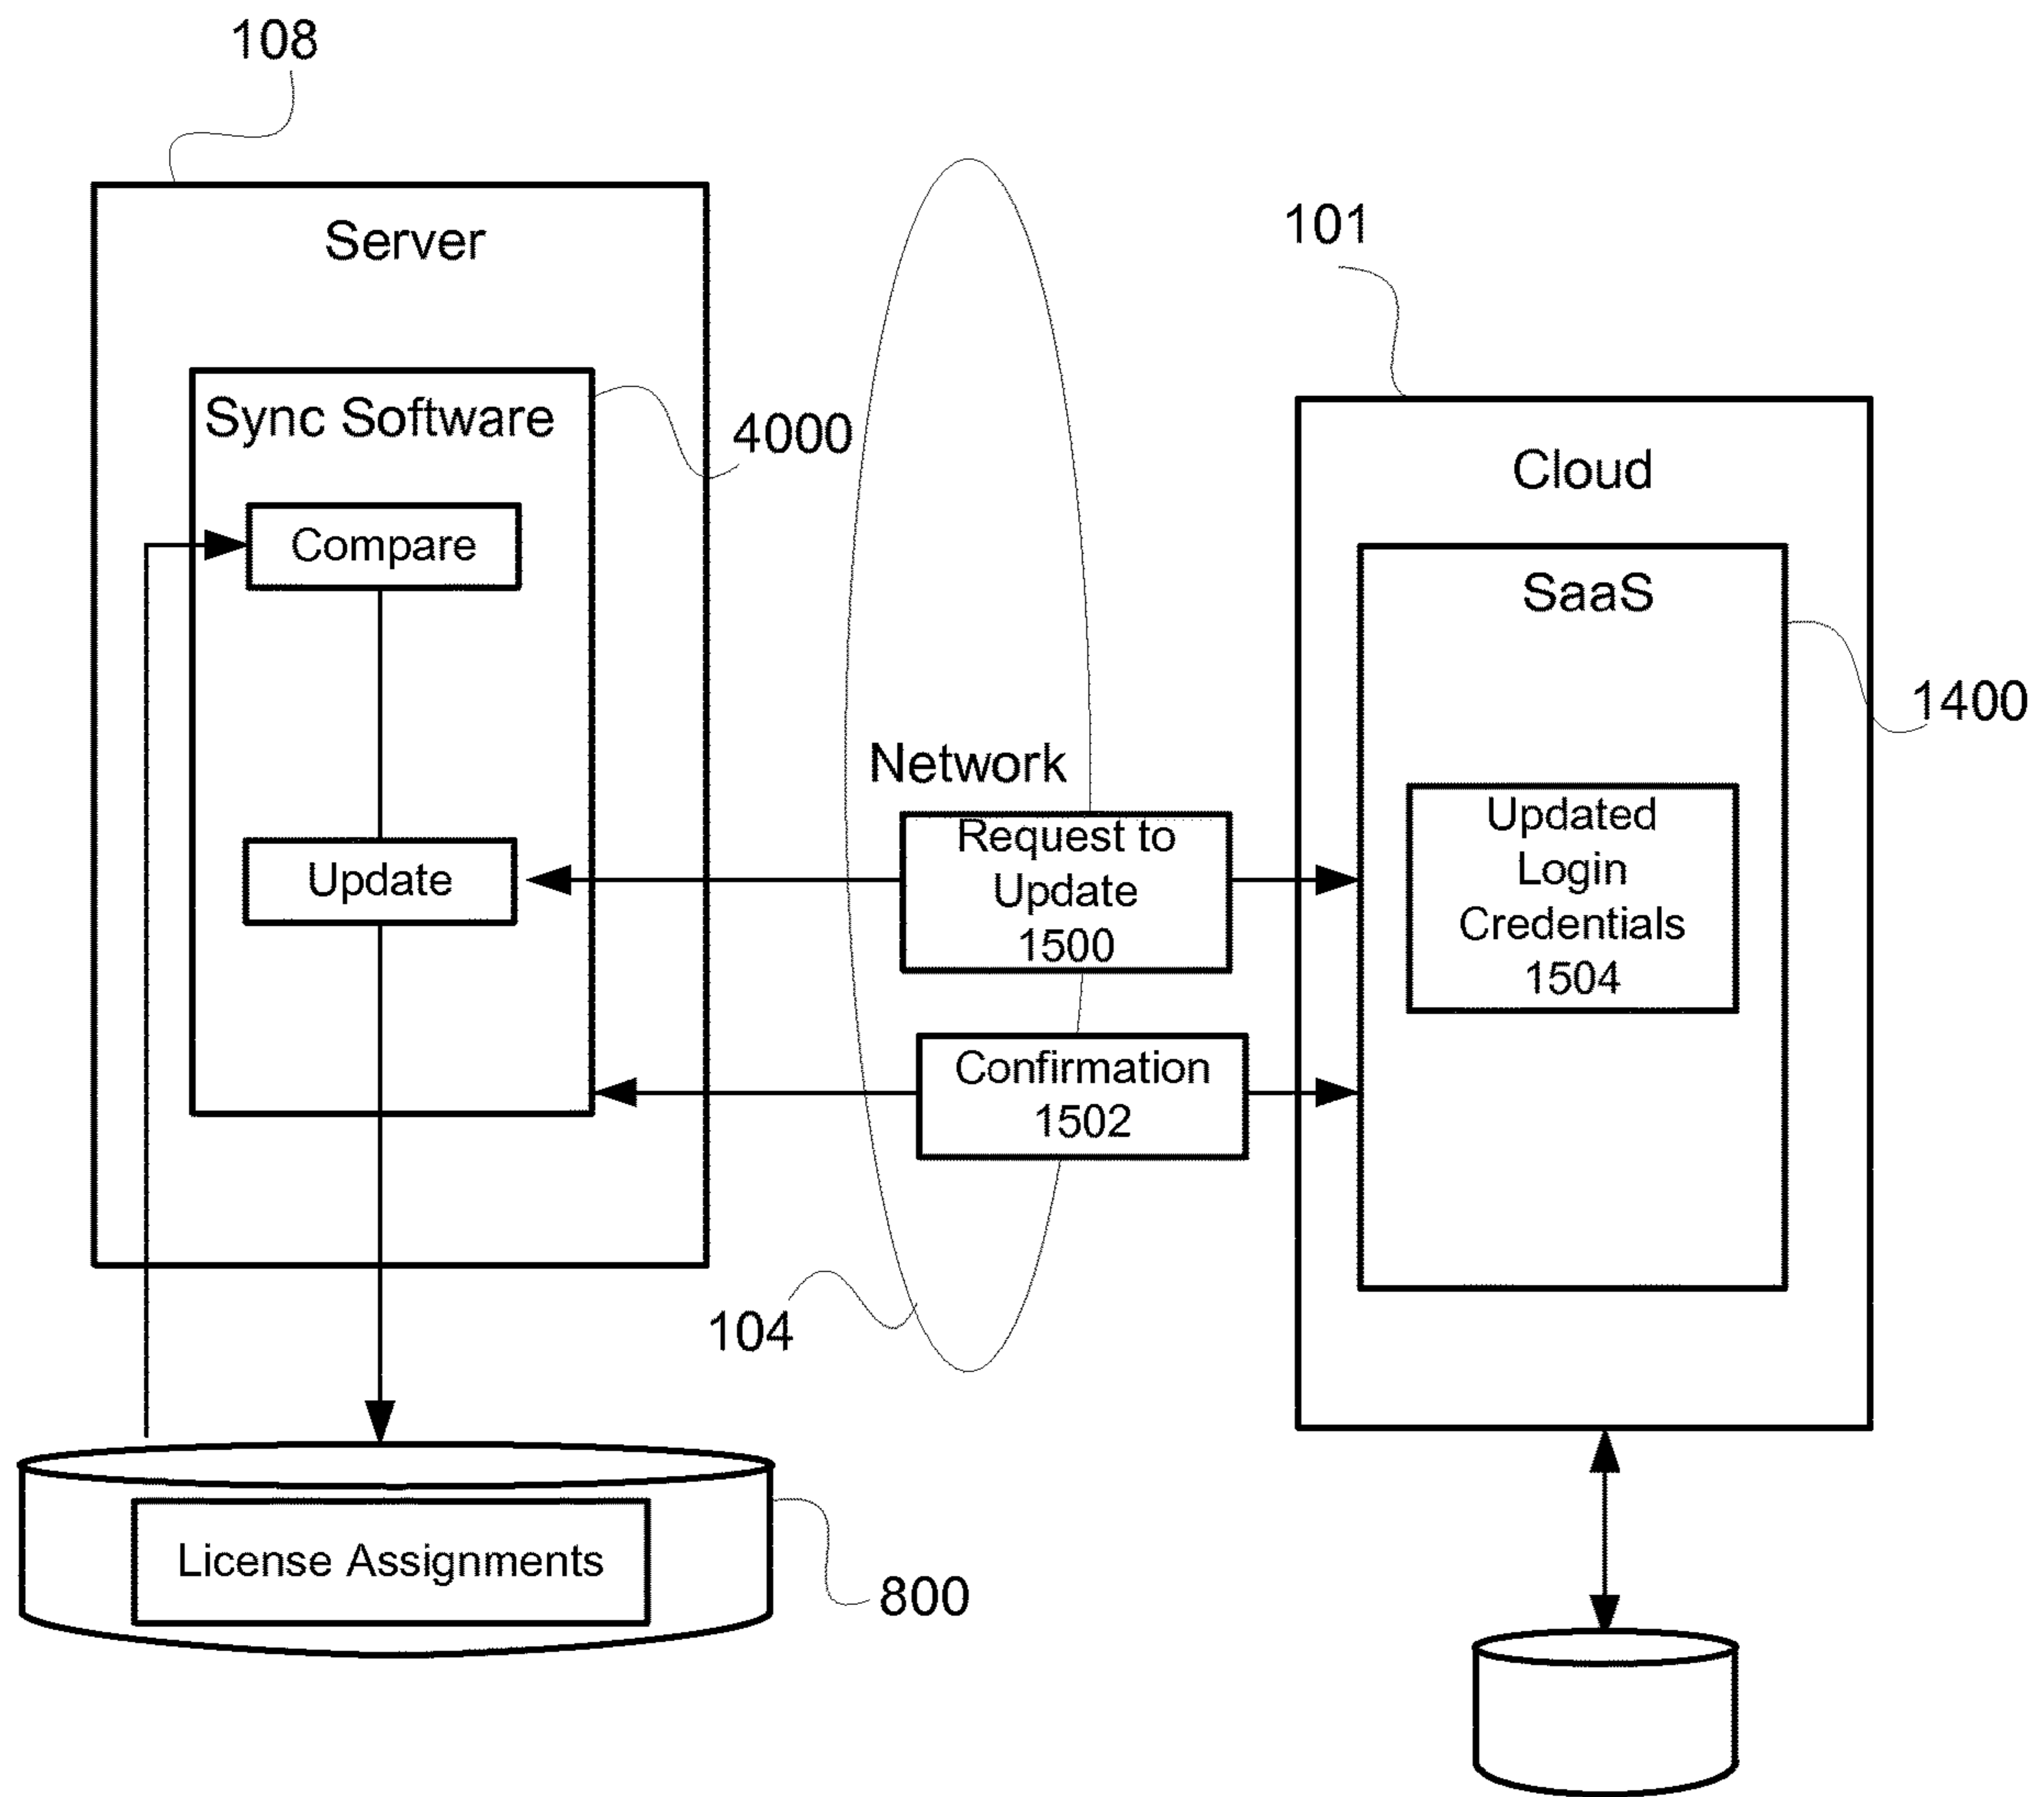 108
Server
101
Sync Software
4000
Cloud
Compare
SaaS
1400
Network
Request to
Update
1500
Updated
Login
Credentials
1504
Update
Confirmation
1502
104
License Assignments
800